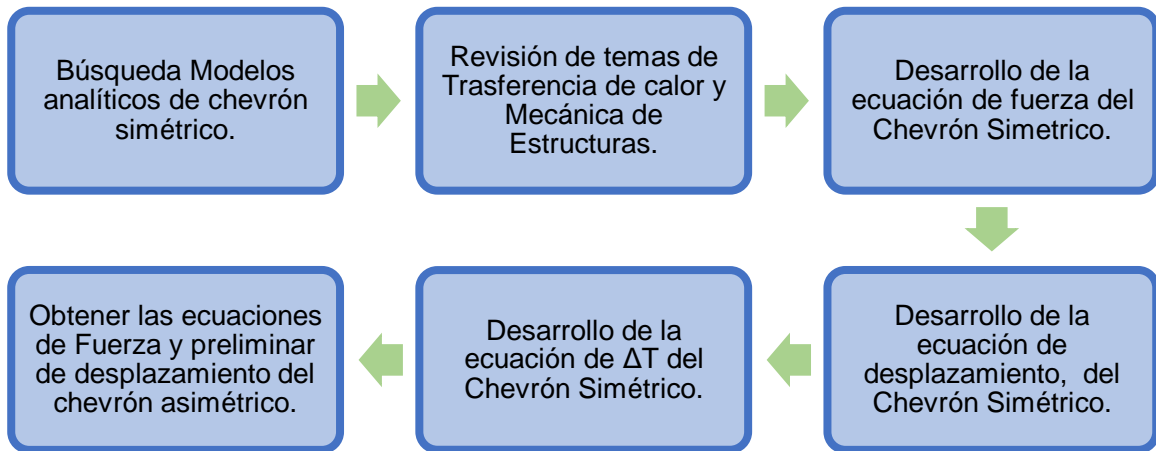 Búsqueda Modelos
analíticos de chevrón
simétrico.
Revisión de temas de
Trasferencia de calor y
Mecánica de
Estructuras.
Desarrollo de la
ecuación de fuerza del
Chevrón Simetrico.
Desarrollo de la
ecuación de
desplazamiento, del
Chevrón Simétrico.
Desarrollo de la
ecuación de ΔT del
Chevrón Simétrico.
Obtener las ecuaciones
de Fuerza y preliminar
de desplazamiento del
chevrón asimétrico.